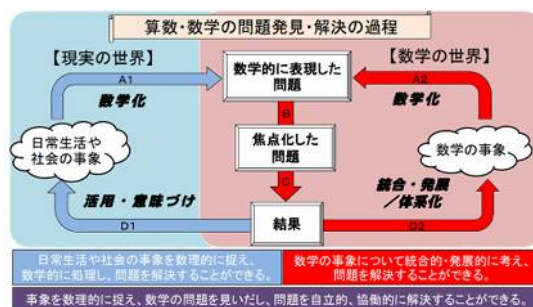 算数・数学の問題発見・解決の過程
【現実の世界】
【数学の世界】
A1
数学的に表現した
問題
A2
数学化
数学化
B
日常生活や
社会の事象
焦点化した
問題
数学の事象
C
活用・意味づけ
統合・発展
/体系化
D1
結果
D2
日常生活や社会の事象を数理的に捉え、
数学的に処理し、問題を解決することができる。
数学の事象について統合的・発展的に考え、
問題を解決することができる。
事象を数理的に捉え、数学の問題を見いだし、問題を自立的、協働的に解決することができる。